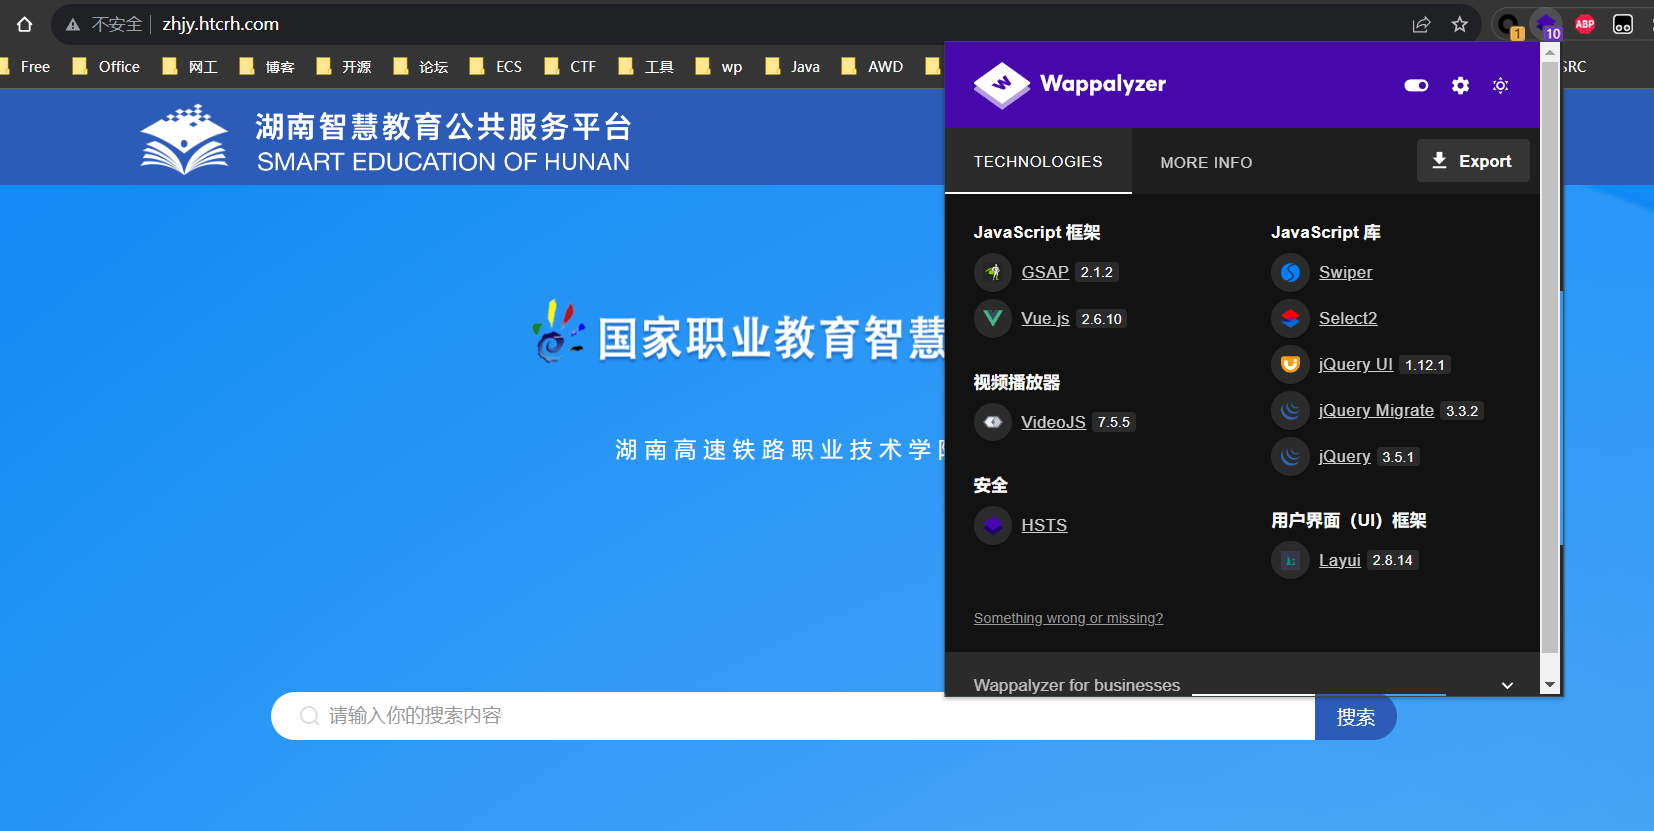 不安全 zhjy.htcrh.com
1 10 ABP
Free Office 网工 博客 开源 论坛 ECS CTF 工具 wp Java AWD SRC
湖南智慧教育公共服务平台
SMART EDUCATION OF HUNAN
国家职业教育智慧
湖南高速铁路职业技术学院
请输入你的搜索内容
搜索
Wappalyzer
TECHNOLOGIES MORE INFO Export
JavaScript 框架
GSAP 2.1.2
Vue.js 2.6.10
视频播放器
VideoJS 7.5.5
安全
HSTS
JavaScript 库
Swiper
Select2
jQuery UI 1.12.1
jQuery Migrate 3.3.2
jQuery 3.5.1
用户界面（UI）框架
Layui 2.8.14
Something wrong or missing?
Wappalyzer for businesses